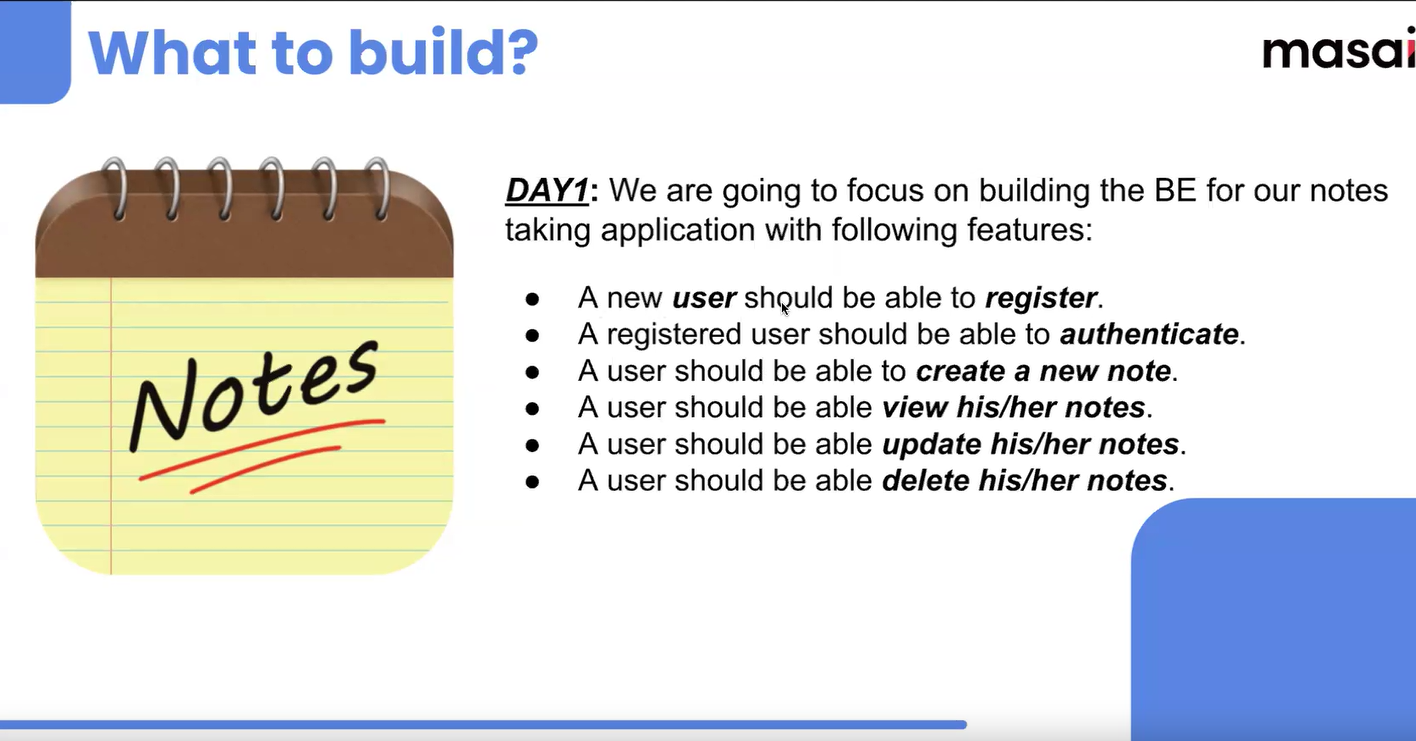 What to build?
masai
Notes
DAY1: We are going to focus on building the BE for our notes
taking application with following features:
● A new user should be able to register.
● A registered user should be able to authenticate.
● A user should be able to create a new note.
● A user should be able view his/her notes.
● A user should be able update his/her notes.
● A user should be able delete his/her notes.